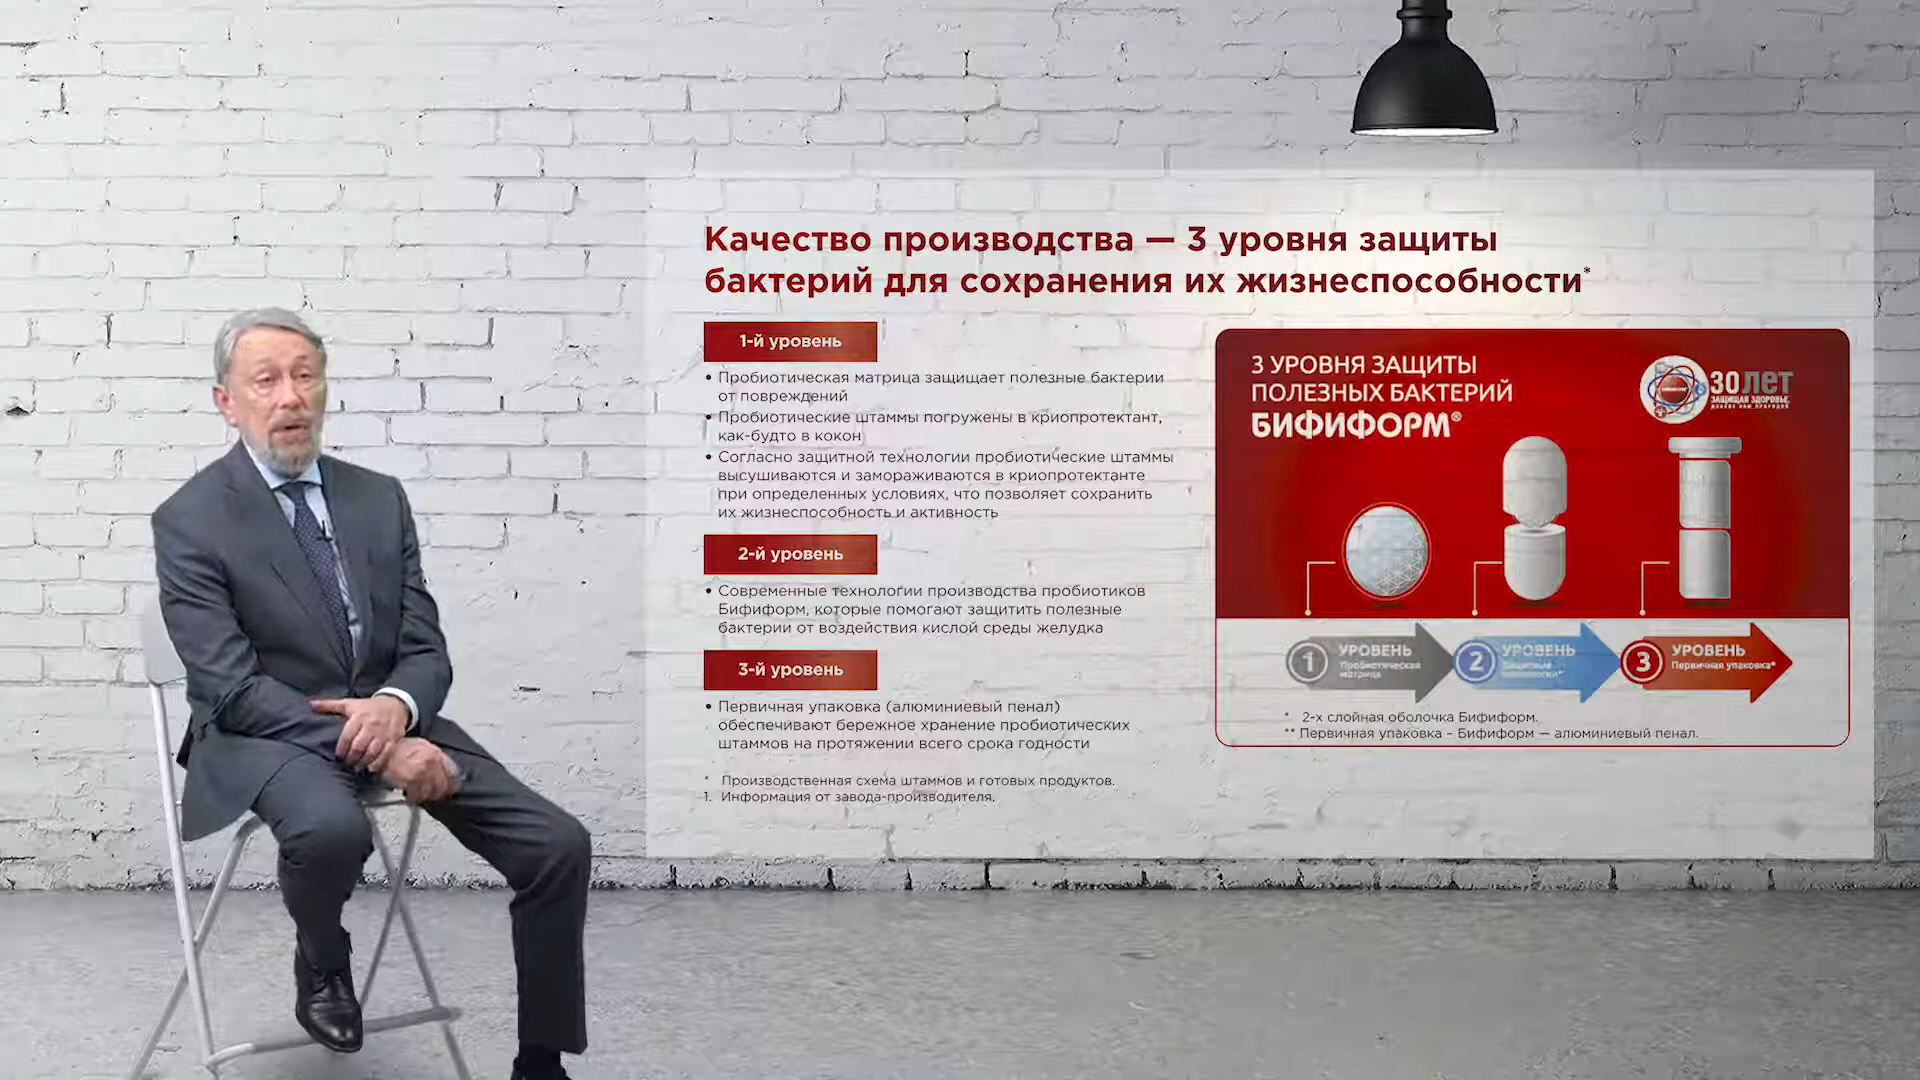 Качество производства — 3 уровня защиты
бактерий для сохранения их жизнеспособности*
1-й уровень
• Пробиотическая матрица защищает полезные бактерии
от повреждений
• Пробиотические штаммы погружены в криопротектант,
как-будто в кокон
• Согласно защитной технологии пробиотические штаммы
высушиваются и замораживаются в криопротектанте
при определенных условиях, что позволяет сохранить
их жизнеспособность и активность
2-й уровень
• Современные технологии производства пробиотиков
Бифиформ, которые помогают защитить полезные
бактерии от воздействия кислой среды желудка
3-й уровень
• Первичная упаковка (алюминиевый пенал)
обеспечивают бережное хранение пробиотических
штаммов на протяжении всего срока годности
* Производственная схема штаммов и готовых продуктов.
1. Информация от завода-производителя.
3 УРОВНЯ ЗАЩИТЫ
ПОЛЕЗНЫХ БАКТЕРИЙ
БИФИФОРМ®
30 ЛЕТ
ЗАЩИЩАЯ ЗДОРОВЬЕ,
1 УРОВЕНЬ
Пробиотическая
матрица
2 УРОВЕНЬ
Защитные
3 УРОВЕНЬ
Первичная упаковка*
* 2-х слойная оболочка Бифиформ.
** Первичная упаковка – Бифиформ — алюминиевый пенал.